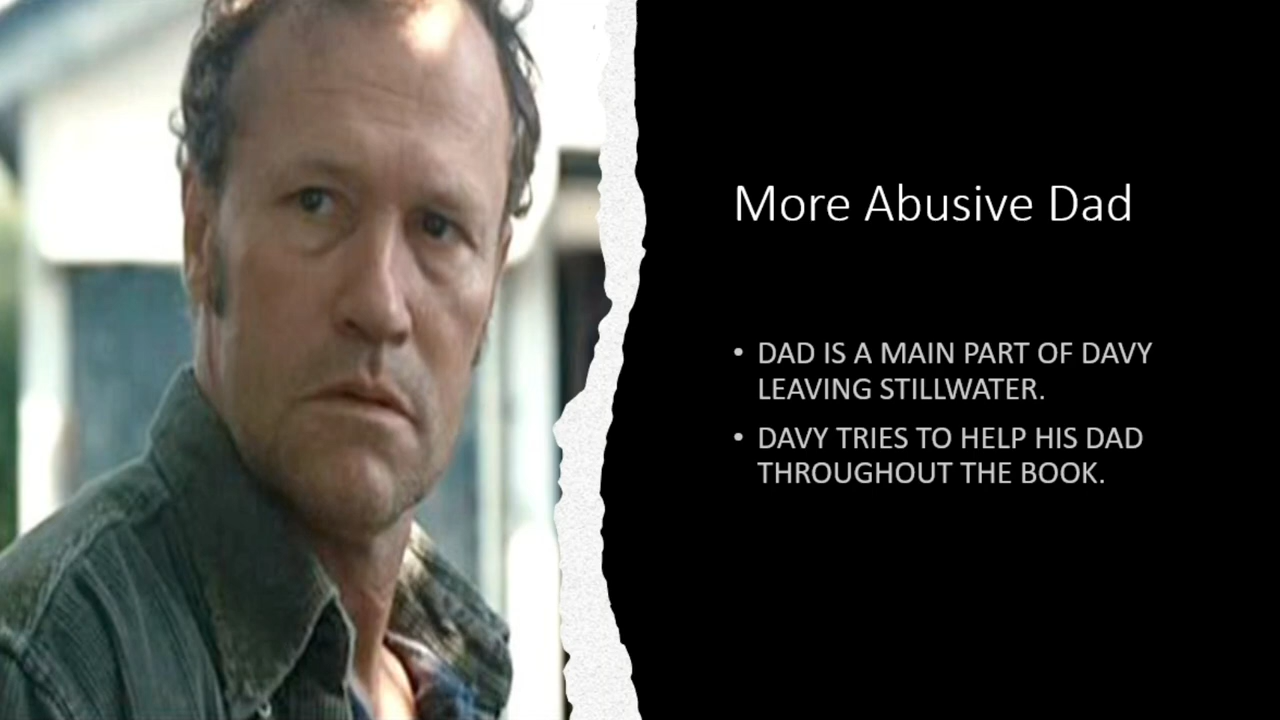 More Abusive Dad
• DAD IS A MAIN PART OF DAVY
LEAVING STILLWATER.
• DAVY TRIES TO HELP HIS DAD
THROUGHOUT THE BOOK.